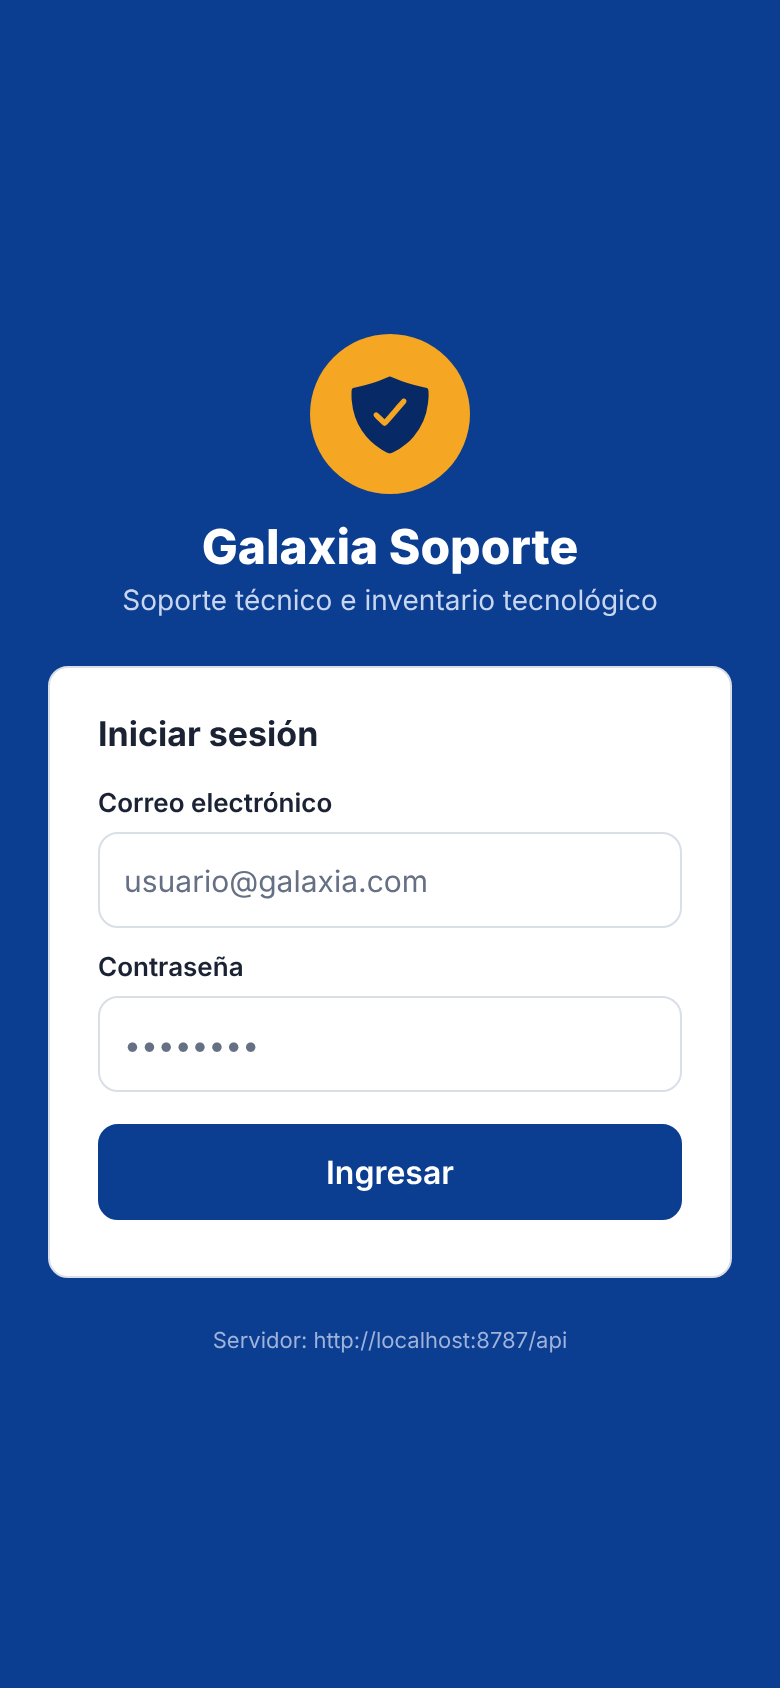 Galaxia Soporte
Soporte técnico e inventario tecnológico
Iniciar sesión
Correo electrónico
usuario@galaxia.com
Contraseña
••••••••
Ingresar
Servidor: http://localhost:8787/api